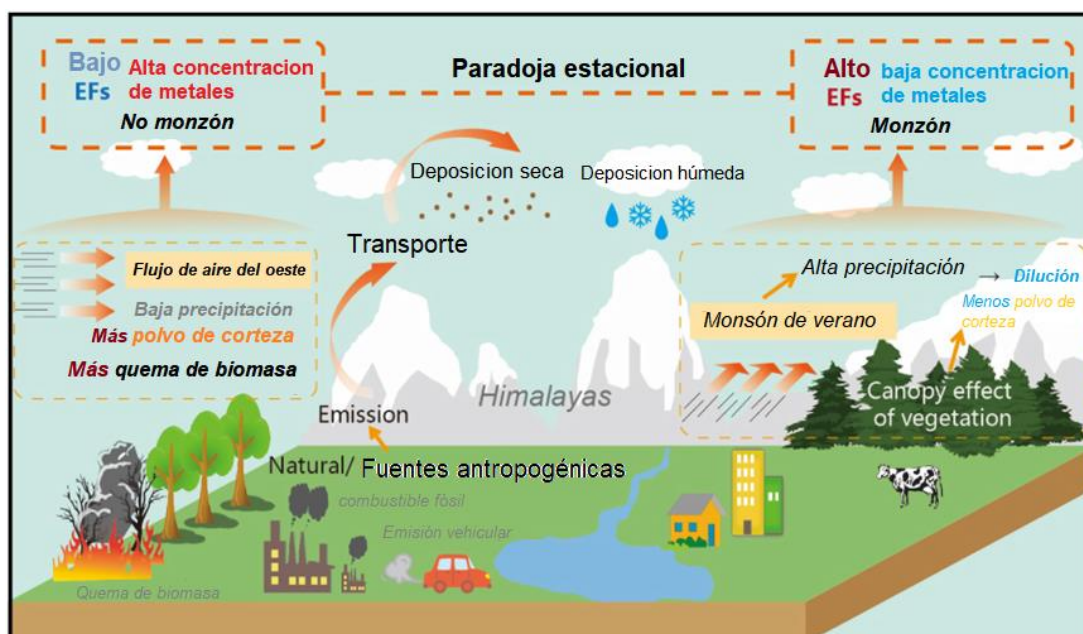 Paradoja estacional
Bajo
EFs
Alta concentracion
de metales
No monzón
Alto
EFs
baja concentracion
de metales
Monzón
Deposicion seca
Deposicion húmeda
Transporte
Flujo de aire del oeste
Baja precipitación
Más polvo de corteza
Más quema de biomasa
Alta precipitación → Dilución
Menos polvo de
corteza
Monsón de verano
Canopy effect
of vegetation
Himalayas
Emission
Natural/ Fuentes antropogénicas
combustible fòsil
Emisión vehicular
Quema de biomasa